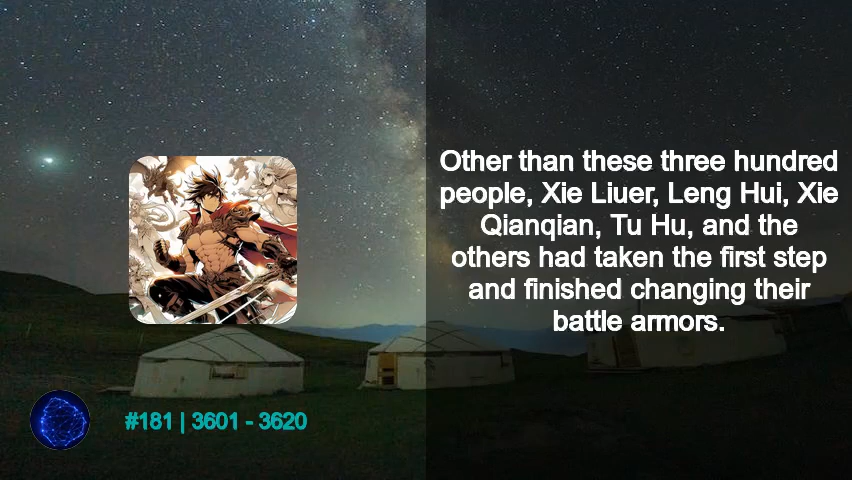 Other than these three hundred
people, Xie Liuer, Leng Hui, Xie
Qianqian, Tu Hu, and the
others had taken the first step
and finished changing their
battle armors.
#181 | 3601 - 3620